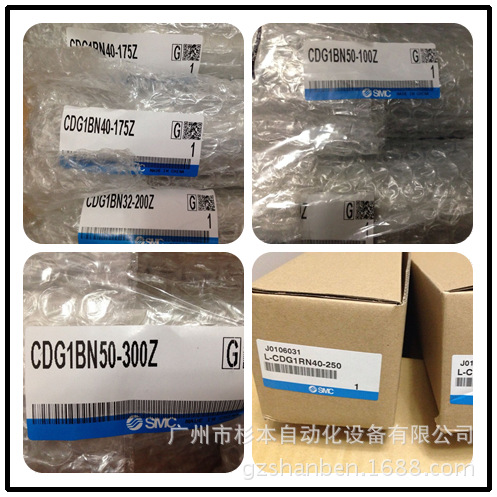 CDG1BN40-175Z
G
1
CDG1BN40-175Z
G
1
SMC
CDG1BN32-200Z
G
1
CDG1BN50-100Z
G
1
SMC
Z
G
1
CDG1BN50-300Z
G
SMC
J0106031
L-CDG1RN40-250
1
SMC
L-C
广州市杉本自动化设备有限公司
gzshanben.1688.com